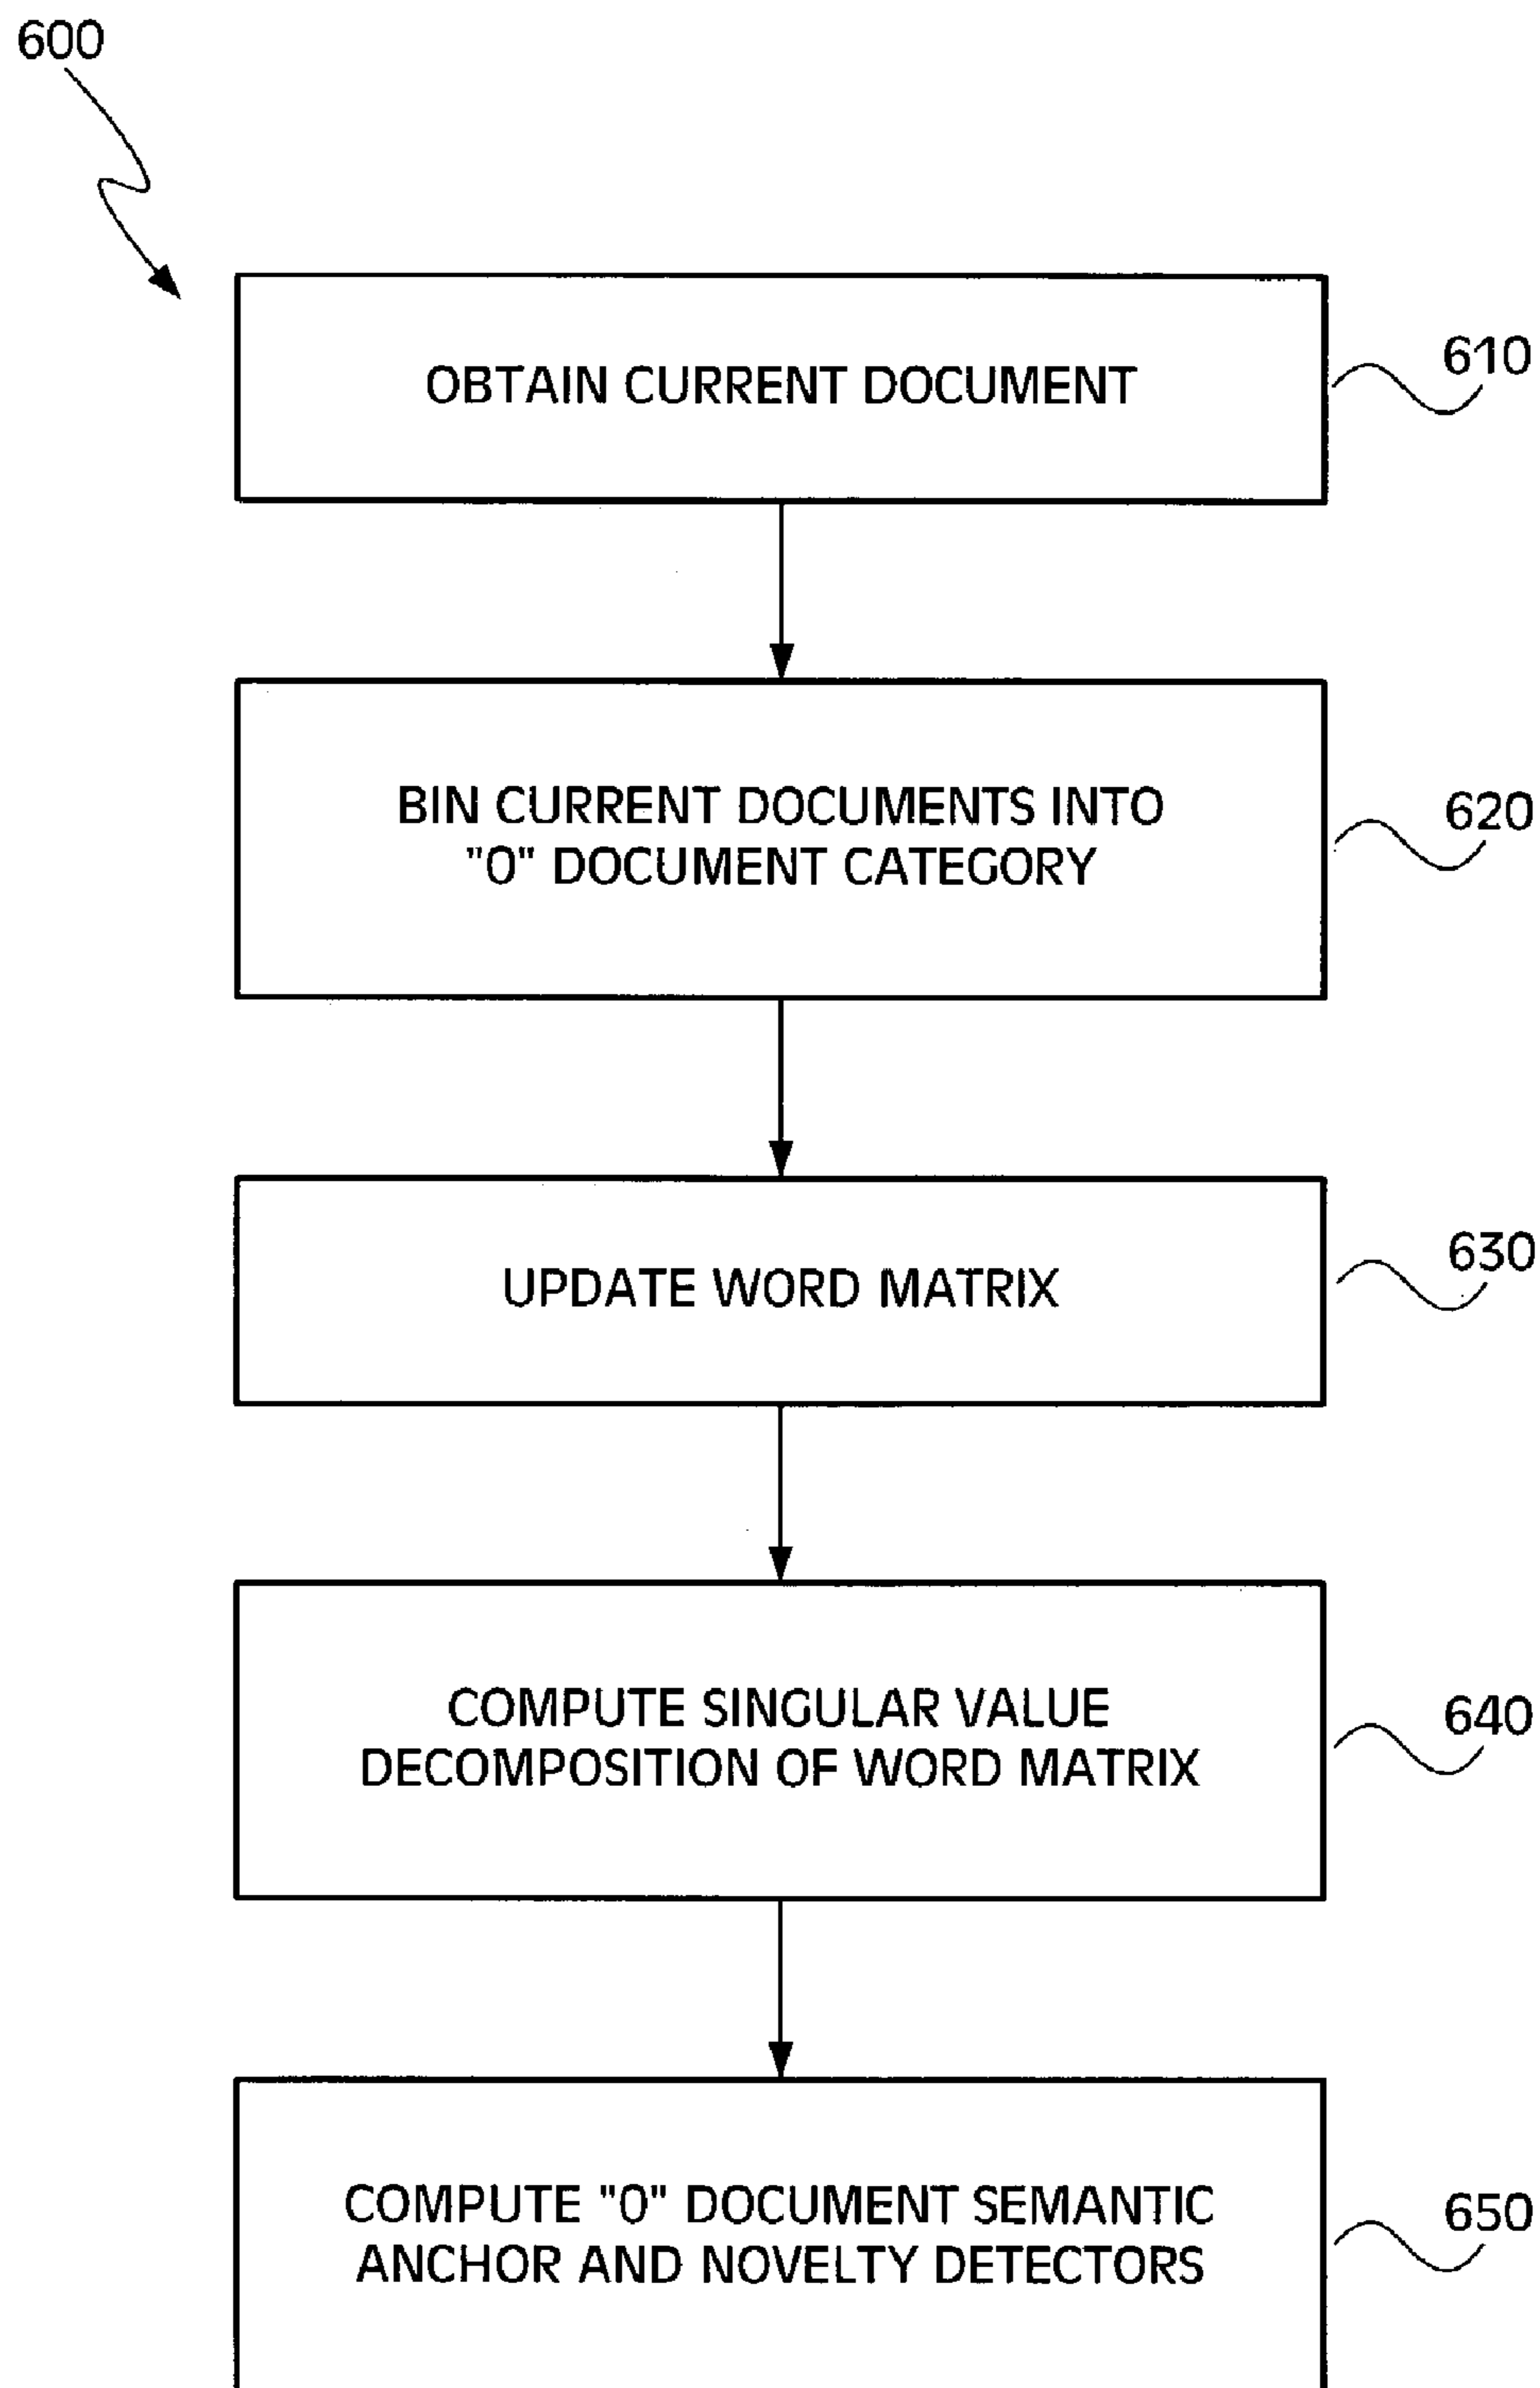 600
OBTAIN CURRENT DOCUMENT
610
BIN CURRENT DOCUMENTS INTO
"0" DOCUMENT CATEGORY
620
UPDATE WORD MATRIX
630
COMPUTE SINGULAR VALUE
DECOMPOSITION OF WORD MATRIX
640
COMPUTE "0" DOCUMENT SEMANTIC
ANCHOR AND NOVELTY DETECTORS
650